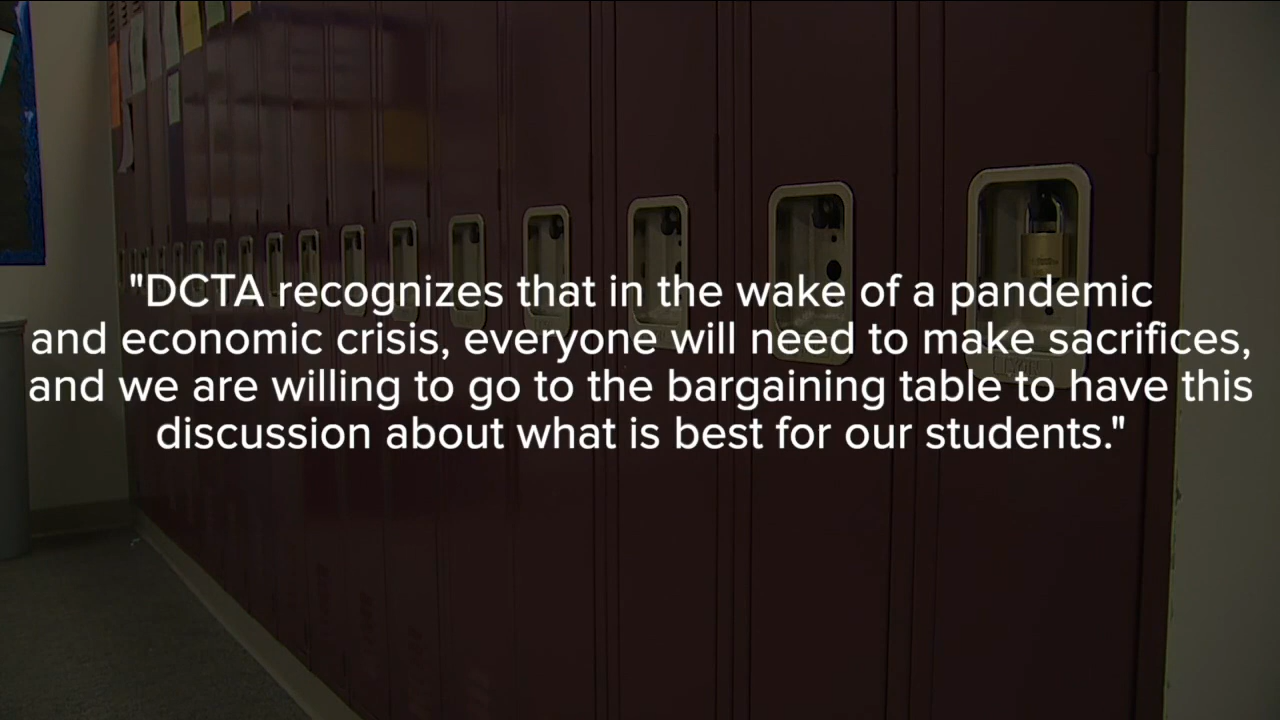 "DCTA recognizes that in the wake of a pandemic
and economic crisis, everyone will need to make sacrifices,
and we are willing to go to the bargaining table to have this
discussion about what is best for our students."